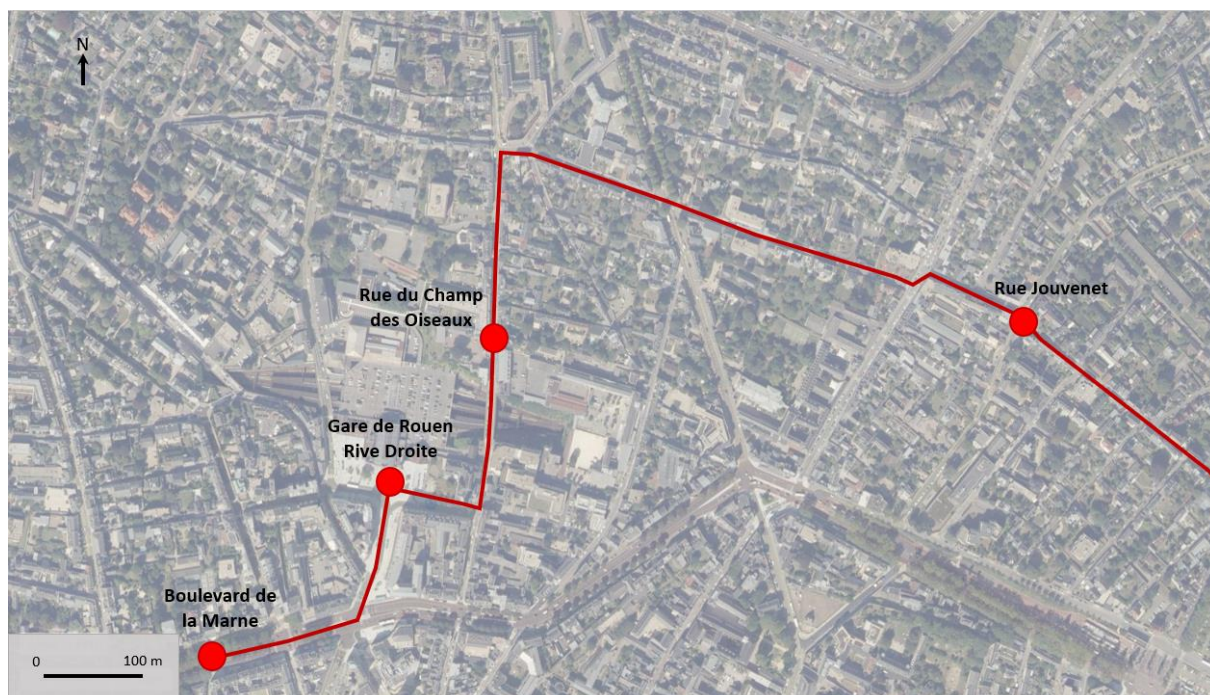 N
Rue du Champ
des Oiseaux
Rue Jouvenet
Gare de Rouen
Rive Droite
Boulevard de
la Marne
0 100 m